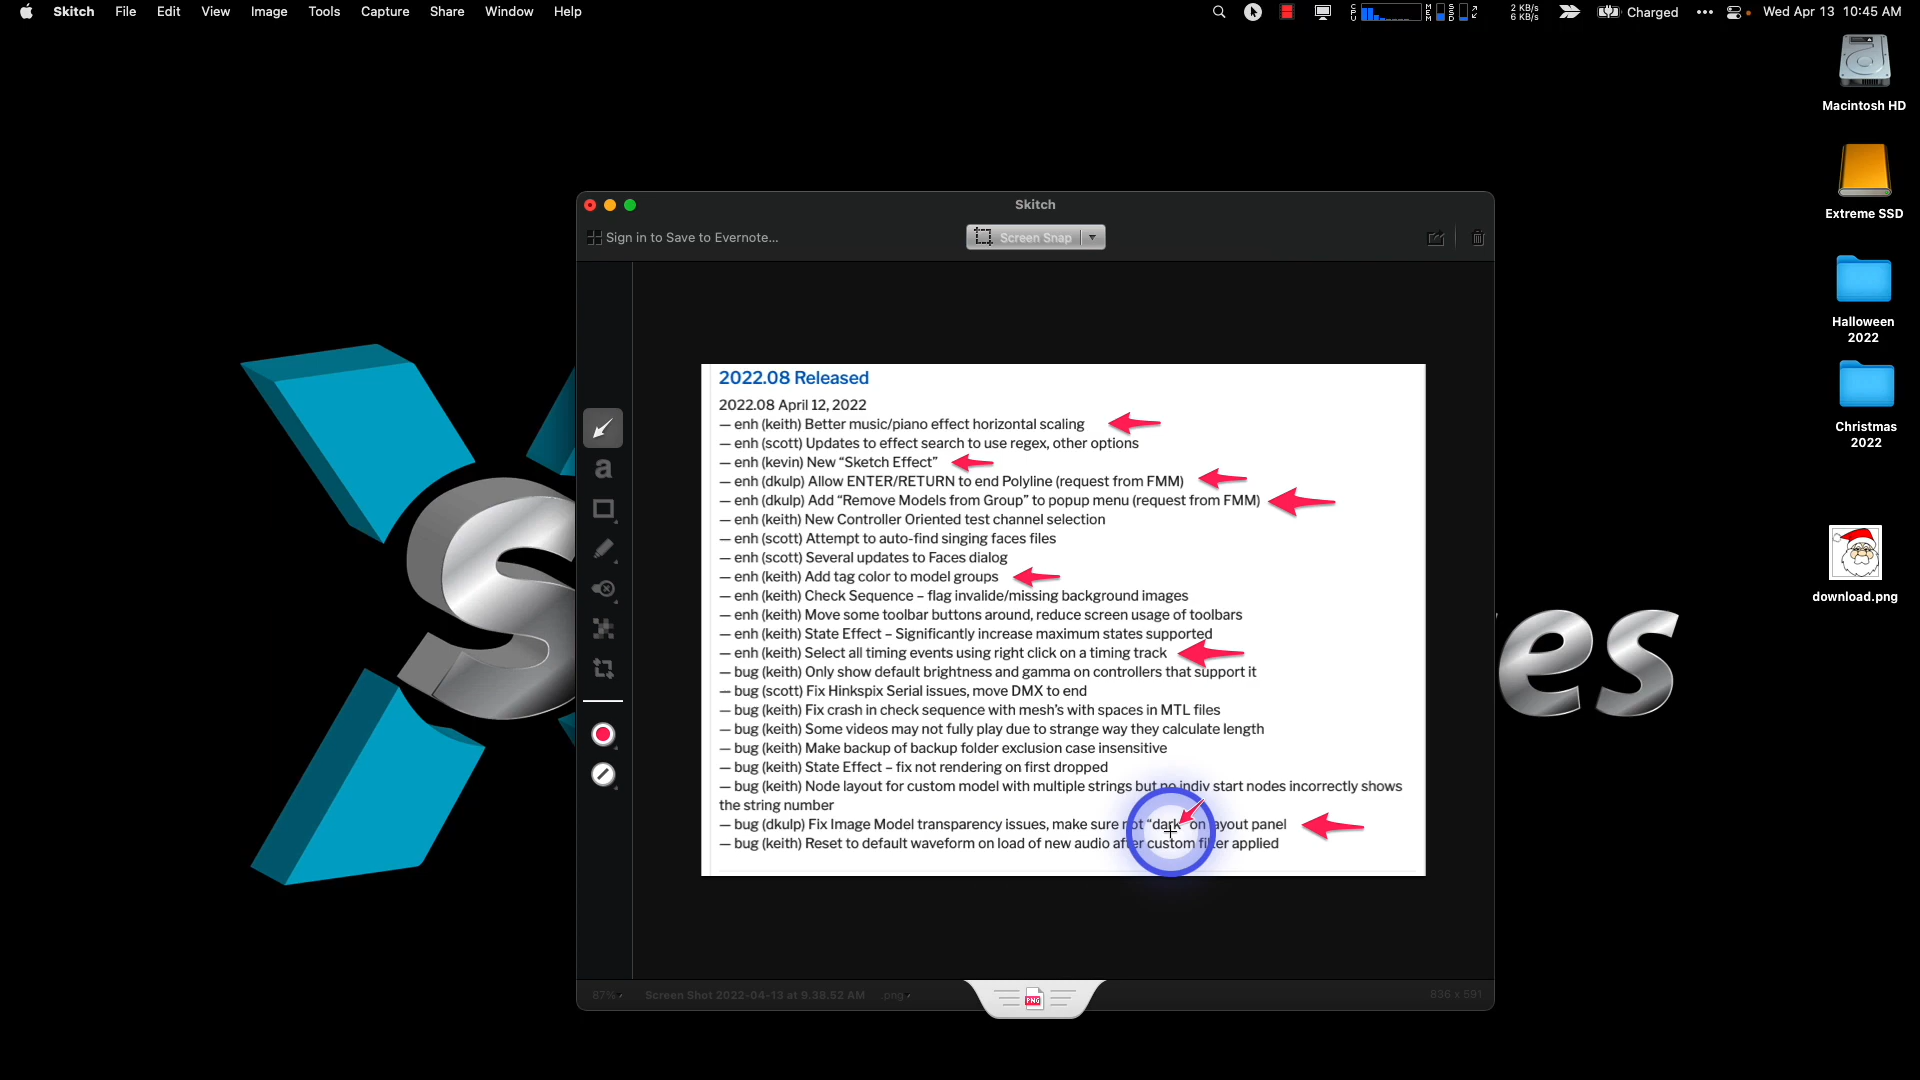 Skitch File Edit View Image Tools Capture Share Window Help
CPU MEM SSD 2 KB/s 6 KB/s Charged Wed Apr 13 10:45 AM
Macintosh HD
Extreme SSD
Halloween
2022
Christmas
2022
download.png
Skitch
Sign in to Save to Evernote...
Screen Snap
a
2022.08 Released
2022.08 April 12, 2022
— enh (keith) Better music/piano effect horizontal scaling
— enh (scott) Updates to effect search to use regex, other options
— enh (kevin) New “Sketch Effect”
— enh (dkulp) Allow ENTER/RETURN to end Polyline (request from FMM)
— enh (dkulp) Add “Remove Models from Group” to popup menu (request from FMM)
— enh (keith) New Controller Oriented test channel selection
— enh (scott) Attempt to auto-find singing faces files
— enh (scott) Several updates to Faces dialog
— enh (keith) Add tag color to model groups
— enh (keith) Check Sequence – flag invalide/missing background images
— enh (keith) Move some toolbar buttons around, reduce screen usage of toolbars
— enh (keith) State Effect – Significantly increase maximum states supported
— enh (keith) Select all timing events using right click on a timing track
— bug (keith) Only show default brightness and gamma on controllers that support it
— bug (scott) Fix Hinkspix Serial issues, move DMX to end
— bug (keith) Fix crash in check sequence with mesh’s with spaces in MTL files
— bug (keith) Some videos may not fully play due to strange way they calculate length
— bug (keith) Make backup of backup folder exclusion case insensitive
— bug (keith) State Effect – fix not rendering on first dropped
— bug (keith) Node layout for custom model with multiple strings but no indiv start nodes incorrectly shows
the string number
— bug (dkulp) Fix Image Model transparency issues, make sure not “dark” on layout panel
— bug (keith) Reset to default waveform on load of new audio after custom filter applied
87% Screen Shot 2022-04-13 at 9.38.52 AM .png PNG 836 x 591
X S es